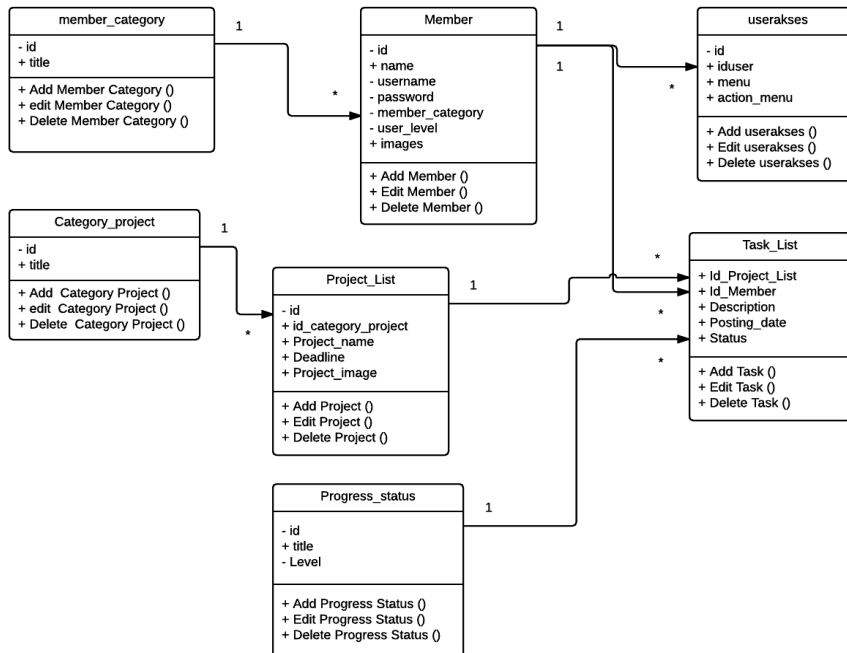 member_category
- id
+ title
+ Add Member Category ()
+ edit Member Category ()
+ Delete Member Category ()
1
*
Member
- id
+ name
- username
- password
- member_category
- user_level
+ images
+ Add Member ()
+ Edit Member ()
+ Delete Member ()
1
1
*
userakses
- id
+ iduser
+ menu
+ action_menu
+ Add userakses ()
+ Edit userakses ()
+ Delete userakses ()
Category_project
- id
+ title
+ Add  Category Project ()
+ edit  Category Project ()
+ Delete  Category Project ()
1
*
Project_List
- id
+ id_category_project
+ Project_name
+ Deadline
+ Project_image
+ Add Project ()
+ Edit Project ()
+ Delete Project ()
1
*
*
*
Task_List
+ Id_Project_List
+ Id_Member
+ Description
+ Posting_date
+ Status
+ Add Task ()
+ Edit Task ()
+ Delete Task ()
Progress_status
- id
+ title
- Level
+ Add Progress Status ()
+ Edit Progress Status ()
+ Delete Progress Status ()
1